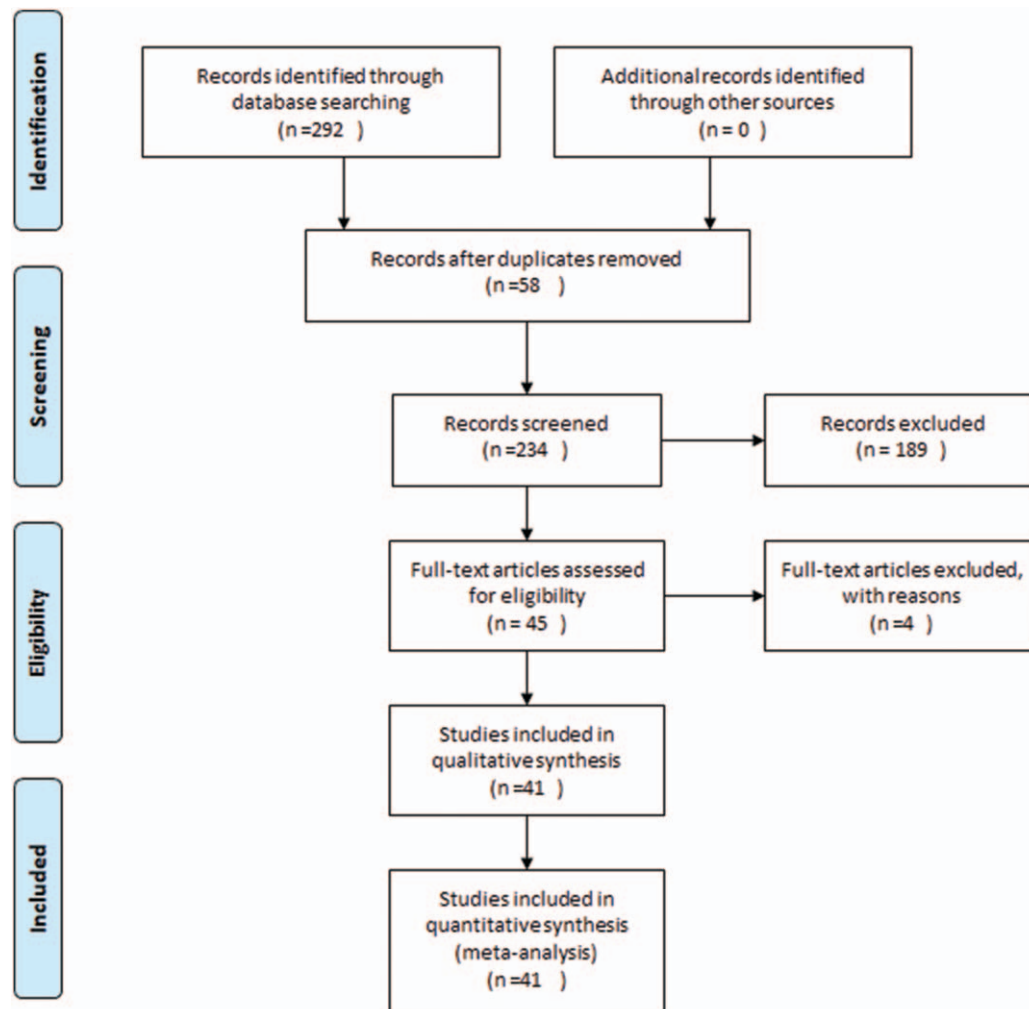 Identification
Records identified through
database searching
(n =292   )
Additional records identified
through other sources
(n = 0    )
Records after duplicates removed
(n =58    )
Screening
Records screened
(n =234    )
Records excluded
(n = 189   )
Eligibility
Full-text articles assessed
for eligibility
(n = 45    )
Full-text articles excluded,
with reasons
(n =4    )
Studies included in
qualitative synthesis
(n =41    )
Included
Studies included in
quantitative synthesis
(meta-analysis)
(n =41    )